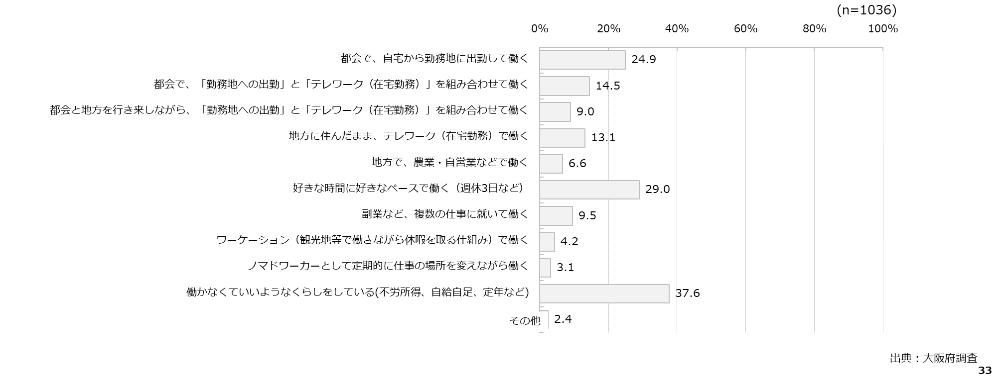 (n=1036)
0% 20% 40% 60% 80% 100%
都会で、自宅から勤務地に出勤して働く 24.9
都会で、「勤務地への出勤」と「テレワーク（在宅勤務）」を組み合わせて働く 14.5
都会と地方を行き来しながら、「勤務地への出勤」と「テレワーク（在宅勤務）」を組み合わせて働く 9.0
地方に住んだまま、テレワーク（在宅勤務）で働く 13.1
地方で、農業・自営業などで働く 6.6
好きな時間に好きなペースで働く（週休3日など） 29.0
副業など、複数の仕事に就いて働く 9.5
ワーケーション（観光地等で働きながら休暇を取る仕組み）で働く 4.2
ノマドワーカーとして定期的に仕事の場所を変えながら働く 3.1
働かなくていいようなくらしをしている(不労所得、自給自足、定年など) 37.6
その他 2.4
出典：大阪府調査
33